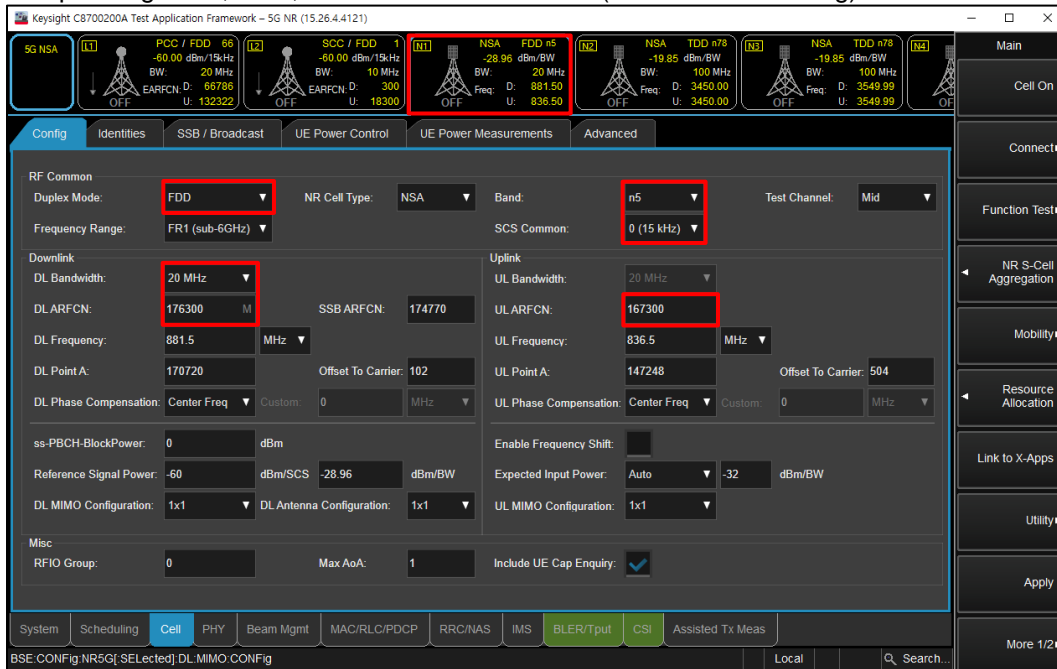 Keysight C8700200A Test Application Framework – 5G NR (15.26.4.4121)
5G NSA
L1 PCC / FDD 66
-60.00 dBm/15kHz
BW: 20 MHz
EARFCN: D: 66786
OFF U: 132322
L2 SCC / FDD 1
-60.00 dBm/15kHz
BW: 10 MHz
EARFCN: D: 300
OFF U: 18300
N1 NSA FDD n5
-28.96 dBm/BW
BW: 20 MHz
Freq: D: 881.50
OFF U: 836.50
N2 NSA TDD n78
-19.85 dBm/BW
BW: 100 MHz
Freq: D: 3450.00
OFF U: 3450.00
N3 NSA TDD n78
-19.85 dBm/BW
BW: 100 MHz
Freq: D: 3549.99
OFF U: 3549.99
N4
Main
Cell On
Connect
Function Test
NR S-Cell Aggregation
Mobility
Resource Allocation
Link to X-Apps
Utility
Apply
More 1/2
Config Identities SSB / Broadcast UE Power Control UE Power Measurements Advanced
RF Common
Duplex Mode: FDD NR Cell Type: NSA Band: n5 Test Channel: Mid
Frequency Range: FR1 (sub-6GHz) SCS Common: 0 (15 kHz)
Downlink Uplink
DL Bandwidth: 20 MHz UL Bandwidth: 20 MHz
DL ARFCN: 176300 M SSB ARFCN: 174770 UL ARFCN: 167300
DL Frequency: 881.5 MHz UL Frequency: 836.5 MHz
DL Point A: 170720 Offset To Carrier: 102 UL Point A: 147248 Offset To Carrier: 504
DL Phase Compensation: Center Freq Custom: 0 MHz UL Phase Compensation: Center Freq Custom: 0 MHz
ss-PBCH-BlockPower: 0 dBm Enable Frequency Shift:
Reference Signal Power: -60 dBm/SCS -28.96 dBm/BW Expected Input Power: Auto -32 dBm/BW
DL MIMO Configuration: 1x1 DL Antenna Configuration: 1x1 UL MIMO Configuration: 1x1
Misc
RFIO Group: 0 Max AoA: 1 Include UE Cap Enquiry:
System Scheduling Cell PHY Beam Mgmt MAC/RLC/PDCP RRC/NAS IMS BLER/Tput CSI Assisted Tx Meas
BSE:CONFig:NR5G[:SELected]:DL:MIMO:CONFig Local Search...